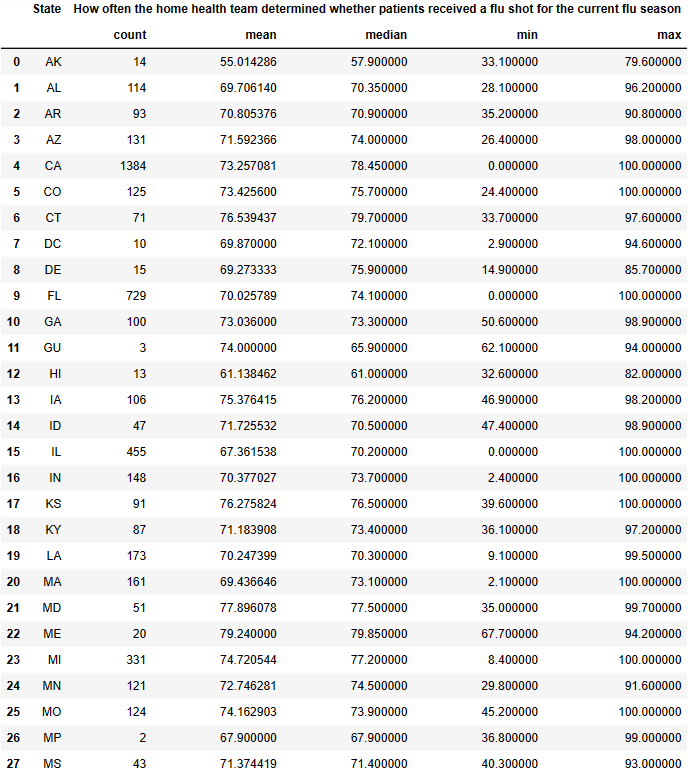 State How often the home health team determined whether patients received a flu shot for the current flu season
count mean median min max
0 AK 14 55.014286 57.900000 33.100000 79.600000
1 AL 114 69.706140 70.350000 28.100000 96.200000
2 AR 93 70.805376 70.900000 35.200000 90.800000
3 AZ 131 71.592366 74.000000 26.400000 98.000000
4 CA 1384 73.257081 78.450000 0.000000 100.000000
5 CO 125 73.425600 75.700000 24.400000 100.000000
6 CT 71 76.539437 79.700000 33.700000 97.600000
7 DC 10 69.870000 72.100000 2.900000 94.600000
8 DE 15 69.273333 75.900000 14.900000 85.700000
9 FL 729 70.025789 74.100000 0.000000 100.000000
10 GA 100 73.036000 73.300000 50.600000 98.900000
11 GU 3 74.000000 65.900000 62.100000 94.000000
12 HI 13 61.138462 61.000000 32.600000 82.000000
13 IA 106 75.376415 76.200000 46.900000 98.200000
14 ID 47 71.725532 70.500000 47.400000 98.900000
15 IL 455 67.361538 70.200000 0.000000 100.000000
16 IN 148 70.377027 73.700000 2.400000 100.000000
17 KS 91 76.275824 76.500000 39.600000 100.000000
18 KY 87 71.183908 73.400000 36.100000 97.200000
19 LA 173 70.247399 70.300000 9.100000 99.500000
20 MA 161 69.436646 73.100000 2.100000 100.000000
21 MD 51 77.896078 77.500000 35.000000 99.700000
22 ME 20 79.240000 79.850000 67.700000 94.200000
23 MI 331 74.720544 77.200000 8.400000 100.000000
24 MN 121 72.746281 74.500000 29.800000 91.600000
25 MO 124 74.162903 73.900000 45.200000 100.000000
26 MP 2 67.900000 67.900000 36.800000 99.000000
27 MS 43 71.374419 71.400000 40.300000 93.000000